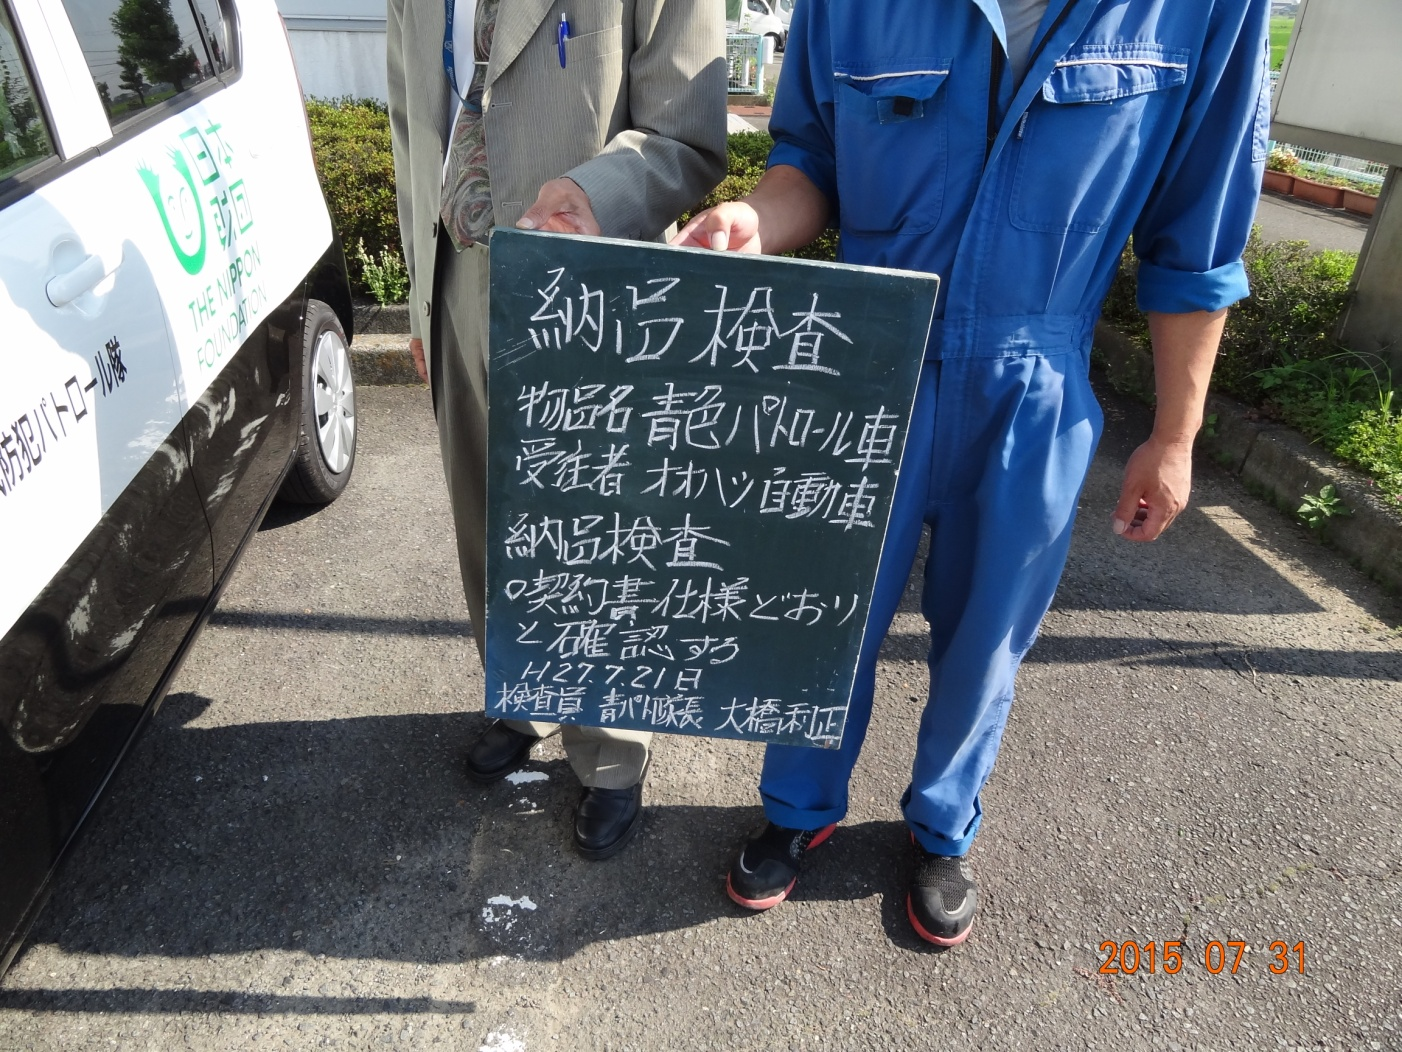 日本
財団
THE NIPPON
FOUNDATION
防犯パトロール隊
納品検査
物品名 青色パトロール車
受注者 オオハツ自動車
納品検査
○契約書仕様どおり
と確認する
H27.7.21日
検査員 青パト隊長 大橋利正
2015 07 31